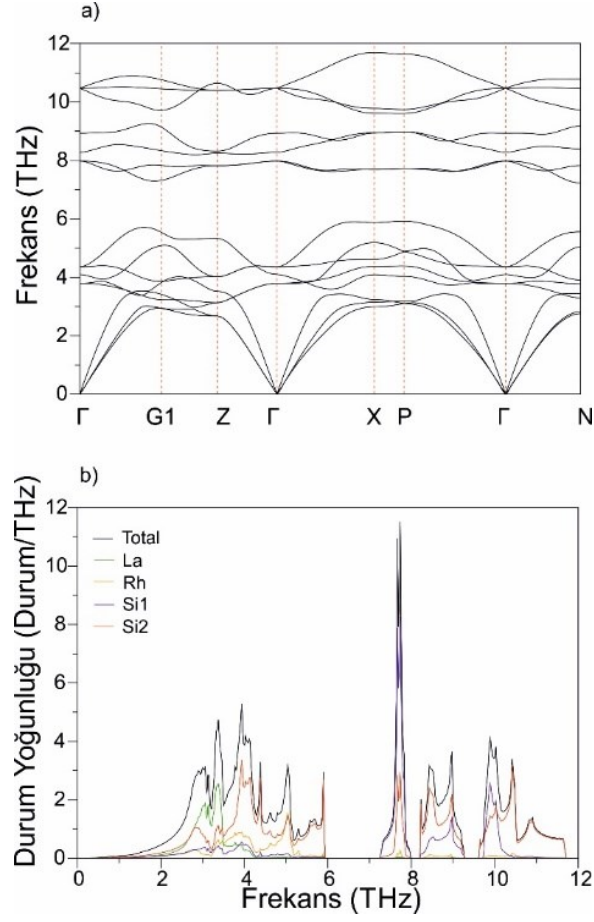 a)
12
10
8
6
4
2
0
Frekans (THz)
Γ G1 Z Γ X P Γ N
b)
12
10
8
6
4
2
0
Durum Yoğunluğu (Durum/THz)
Total
La
Rh
Si1
Si2
0 2 4 6 8 10 12
Frekans (THz)